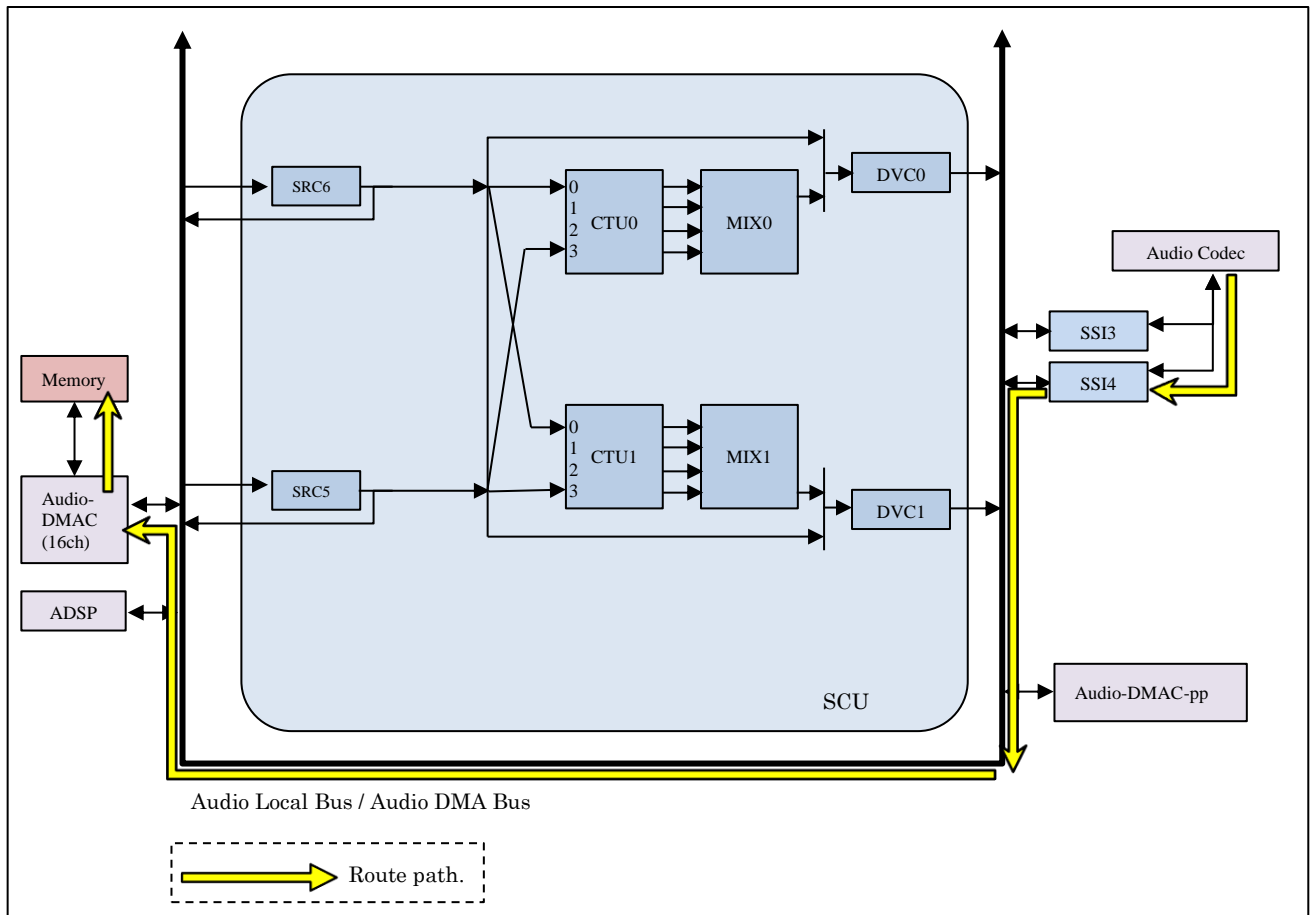 SRC6
0
1
2
3
CTU0
MIX0
DVC0
Audio Codec
SSI3
SSI4
Memory
Audio-
DMAC
(16ch)
ADSP
SRC5
0
1
2
3
CTU1
MIX1
DVC1
Audio-DMAC-pp
SCU
Audio Local Bus / Audio DMA Bus
Route path.